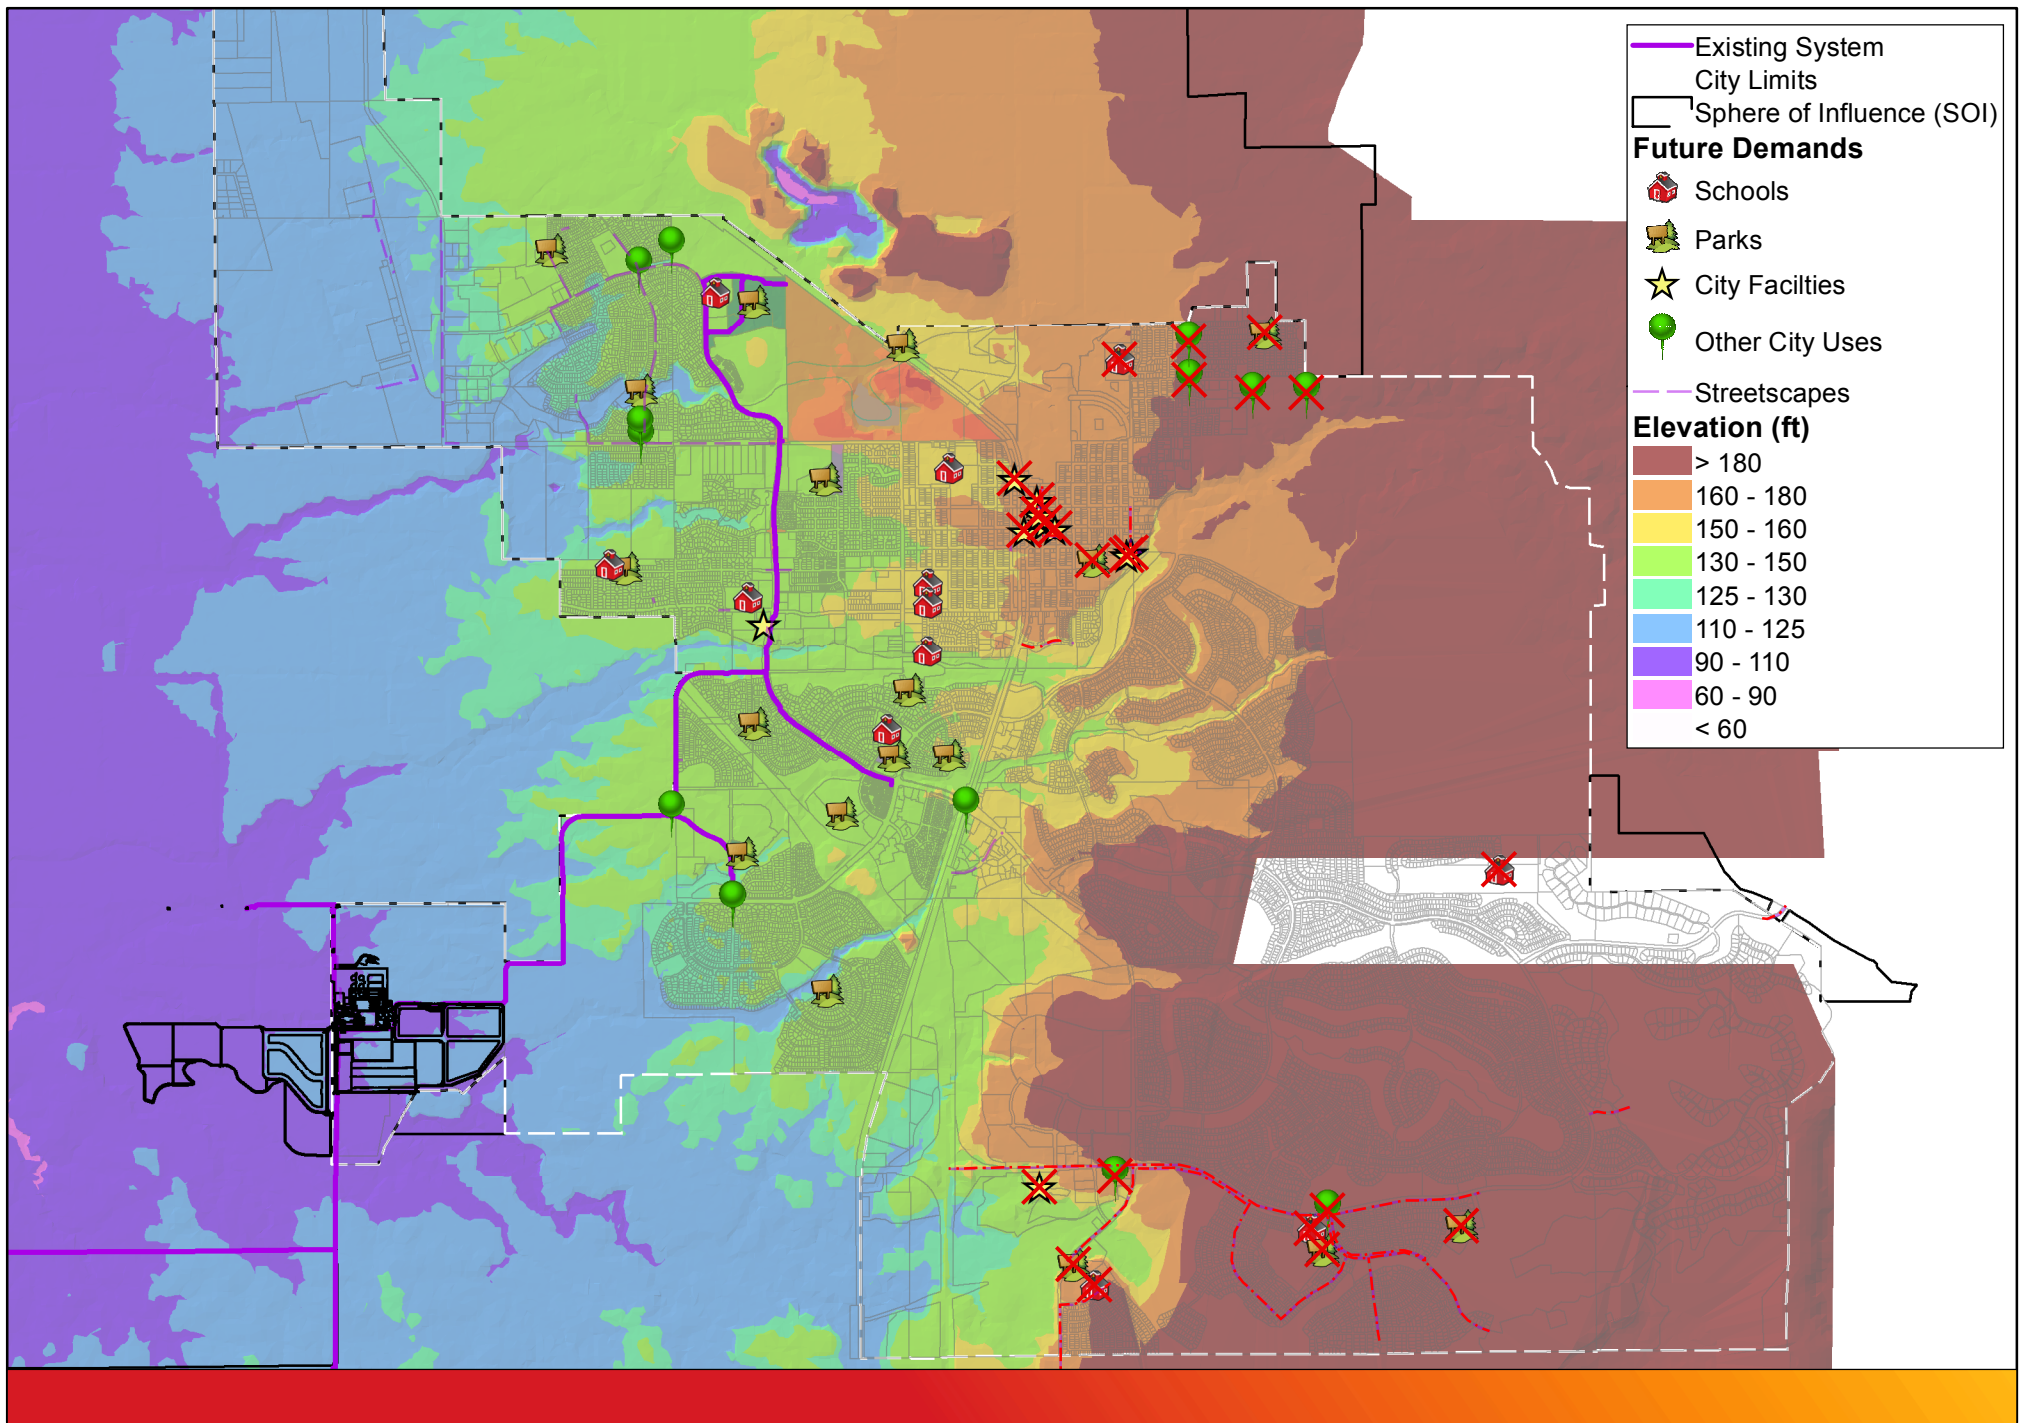 Existing System
City Limits
Sphere of Influence (SOI)
Future Demands
Schools
Parks
City Facilties
Other City Uses
Streetscapes
Elevation (ft)
> 180
160 - 180
150 - 160
130 - 150
125 - 130
110 - 125
90 - 110
60 - 90
< 60